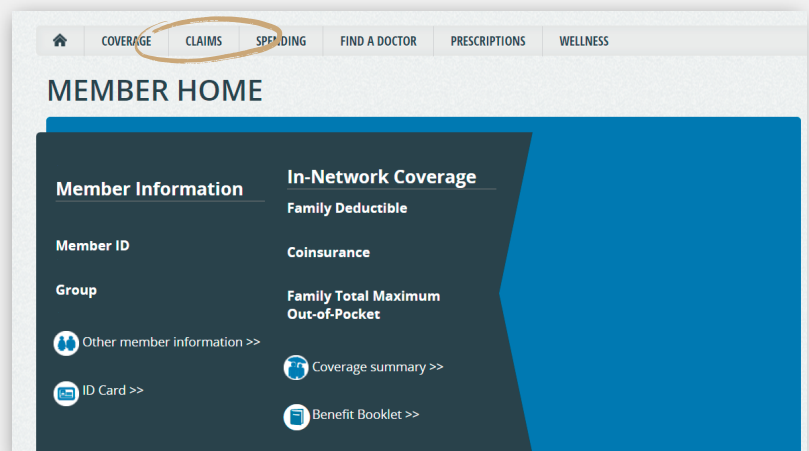 COVERAGE CLAIMS SPENDING FIND A DOCTOR PRESCRIPTIONS WELLNESS
MEMBER HOME
Member Information
Member ID
Group
Other member information >>
ID Card >>
In-Network Coverage
Family Deductible
Coinsurance
Family Total Maximum
Out-of-Pocket
Coverage summary >>
Benefit Booklet >>